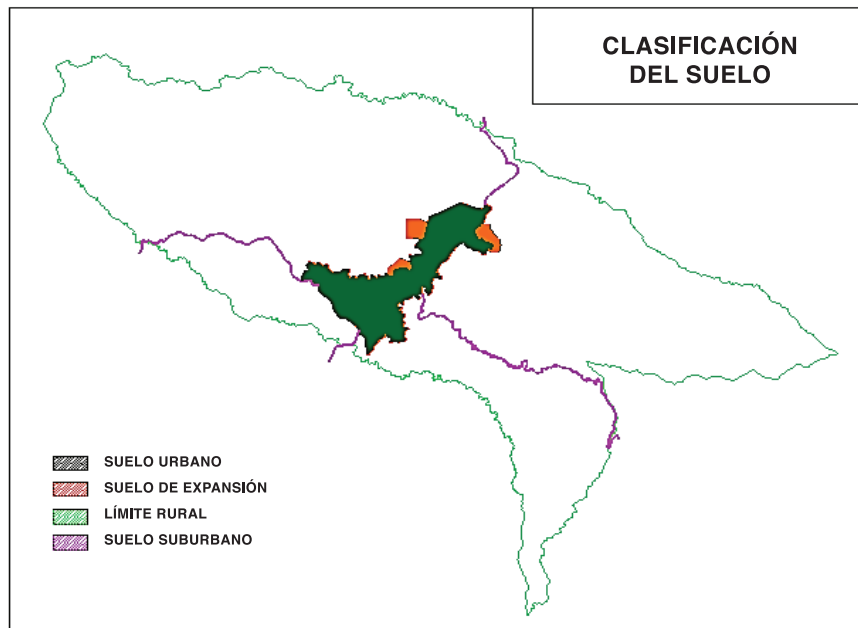 CLASIFICACIÓN
DEL SUELO
SUELO URBANO
SUELO DE EXPANSIÓN
LÍMITE RURAL
SUELO SUBURBANO